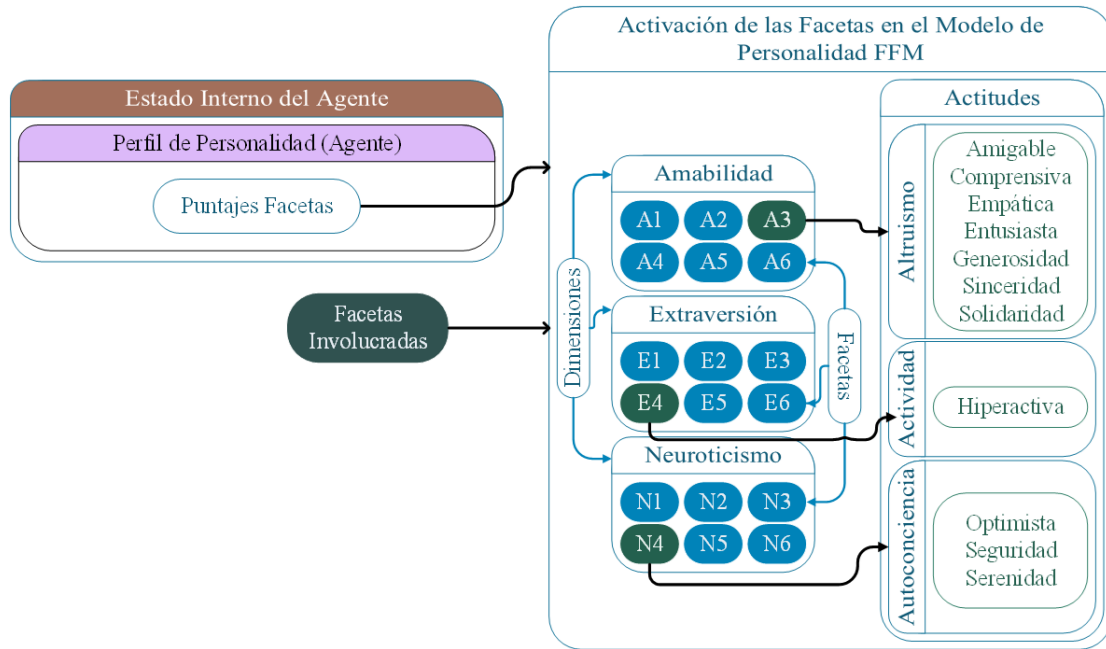 Activación de las Facetas en el Modelo de
Personalidad FFM
Estado Interno del Agente
Perfil de Personalidad (Agente)
Puntajes Facetas
Facetas
Involucradas
Dimensiones
Amabilidad
A1 A2 A3
A4 A5 A6
Extraversión
E1 E2 E3
E4 E5 E6
Neuroticismo
N1 N2 N3
N4 N5 N6
Facetas
Actitudes
Altruismo
Amigable
Comprensiva
Empática
Entusiasta
Generosidad
Sinceridad
Solidaridad
Actividad
Hiperactiva
Autoconciencia
Optimista
Seguridad
Serenidad